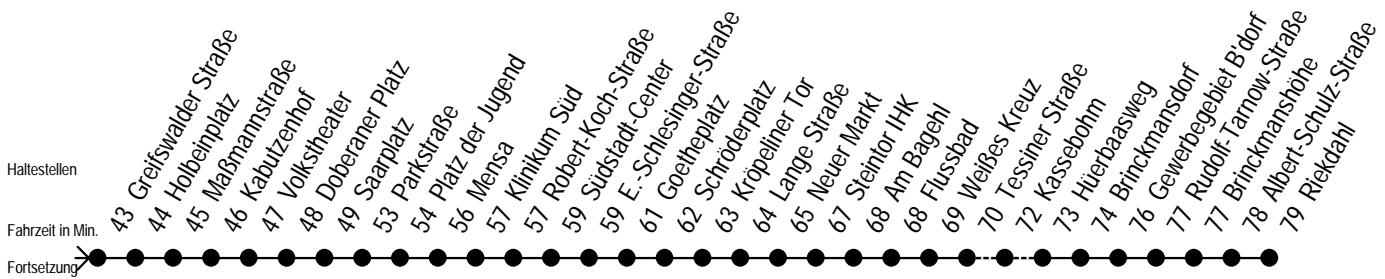 Haltestellen
Fahrzeit in Min.
Fortsetzung
43 Greifswalder Straße
44 Holbeinplatz
45 Maßmannstraße
46 Kabutzenhof
47 Volkstheater
48 Doberaner Platz
49 Saarplatz
53 Parkstraße
54 Platz der Jugend
56 Mensa
57 Klinikum Süd
57 Robert-Koch-Straße
59 Südstadt-Center
59 E.-Schlesinger-Straße
61 Goetheplatz
62 Schröderplatz
63 Kröpeliner Tor
64 Lange Straße
65 Neuer Markt
67 Steintor IHK
68 Am Bagehl
68 Flussbad
69 Weißes Kreuz
70 Tessiner Straße
72 Kassebohm
73 Hüerbaasweg
74 Brinckmansdorf
76 Gewerbegebiet B'dorf
77 Rudolf-Tarnow-Straße
77 Brinckmanshöhe
78 Albert-Schulz-Straße
79 Riekdahl